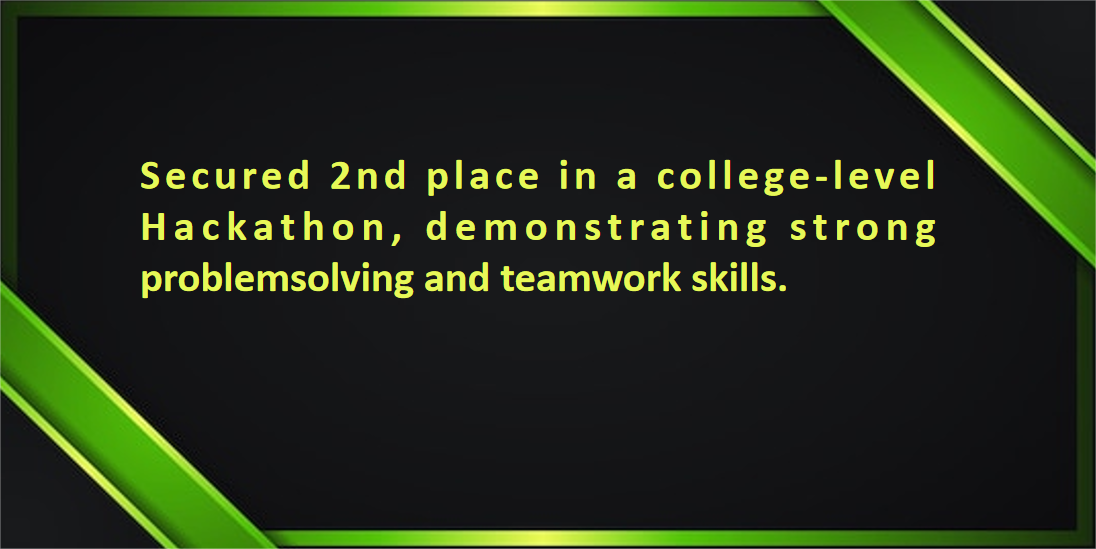 Secured 2nd place in a college-level
Hackathon, demonstrating strong
problemsolving and teamwork skills.